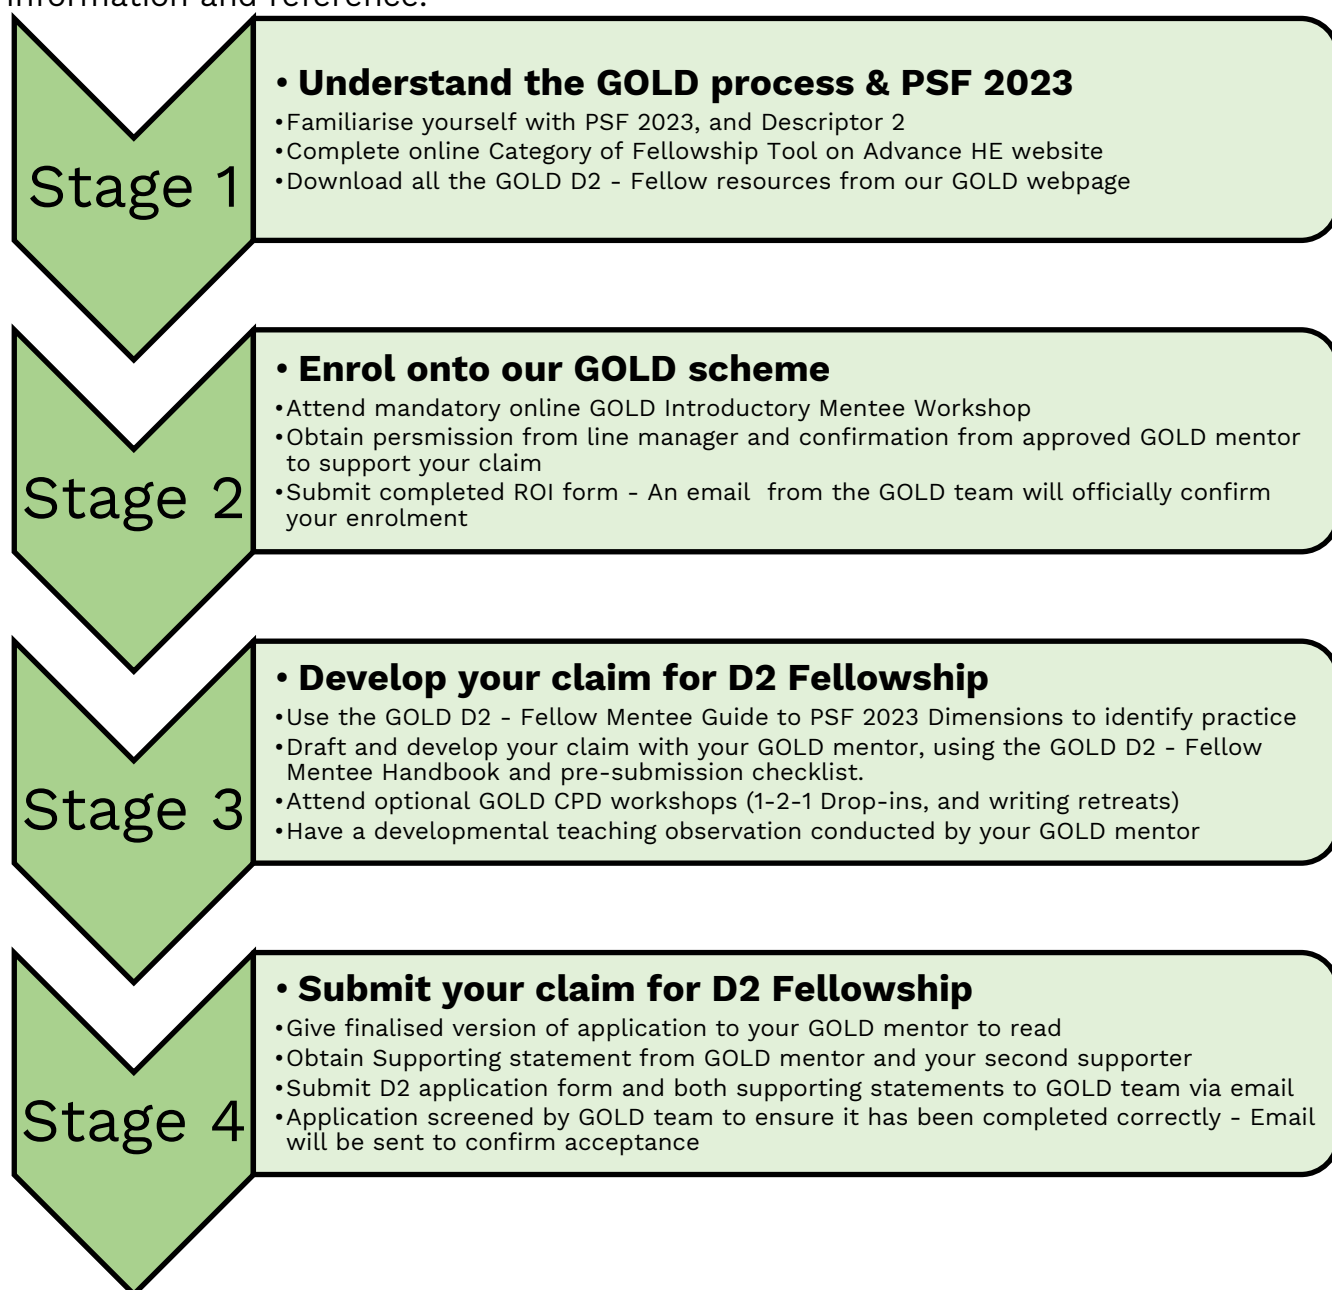 information and reference.
Stage 1
• Understand the GOLD process & PSF 2023
•Familiarise yourself with PSF 2023, and Descriptor 2
•Complete online Category of Fellowship Tool on Advance HE website
•Download all the GOLD D2 - Fellow resources from our GOLD webpage
Stage 2
• Enrol onto our GOLD scheme
•Attend mandatory online GOLD Introductory Mentee Workshop
•Obtain persmission from line manager and confirmation from approved GOLD mentor
to support your claim
•Submit completed ROI form - An email  from the GOLD team will officially confirm
your enrolment
Stage 3
• Develop your claim for D2 Fellowship
•Use the GOLD D2 - Fellow Mentee Guide to PSF 2023 Dimensions to identify practice
•Draft and develop your claim with your GOLD mentor, using the GOLD D2 - Fellow
Mentee Handbook and pre-submission checklist.
•Attend optional GOLD CPD workshops (1-2-1 Drop-ins, and writing retreats)
•Have a developmental teaching observation conducted by your GOLD mentor
Stage 4
• Submit your claim for D2 Fellowship
•Give finalised version of application to your GOLD mentor to read
•Obtain Supporting statement from GOLD mentor and your second supporter
•Submit D2 application form and both supporting statements to GOLD team via email
•Application screened by GOLD team to ensure it has been completed correctly - Email
will be sent to confirm acceptance